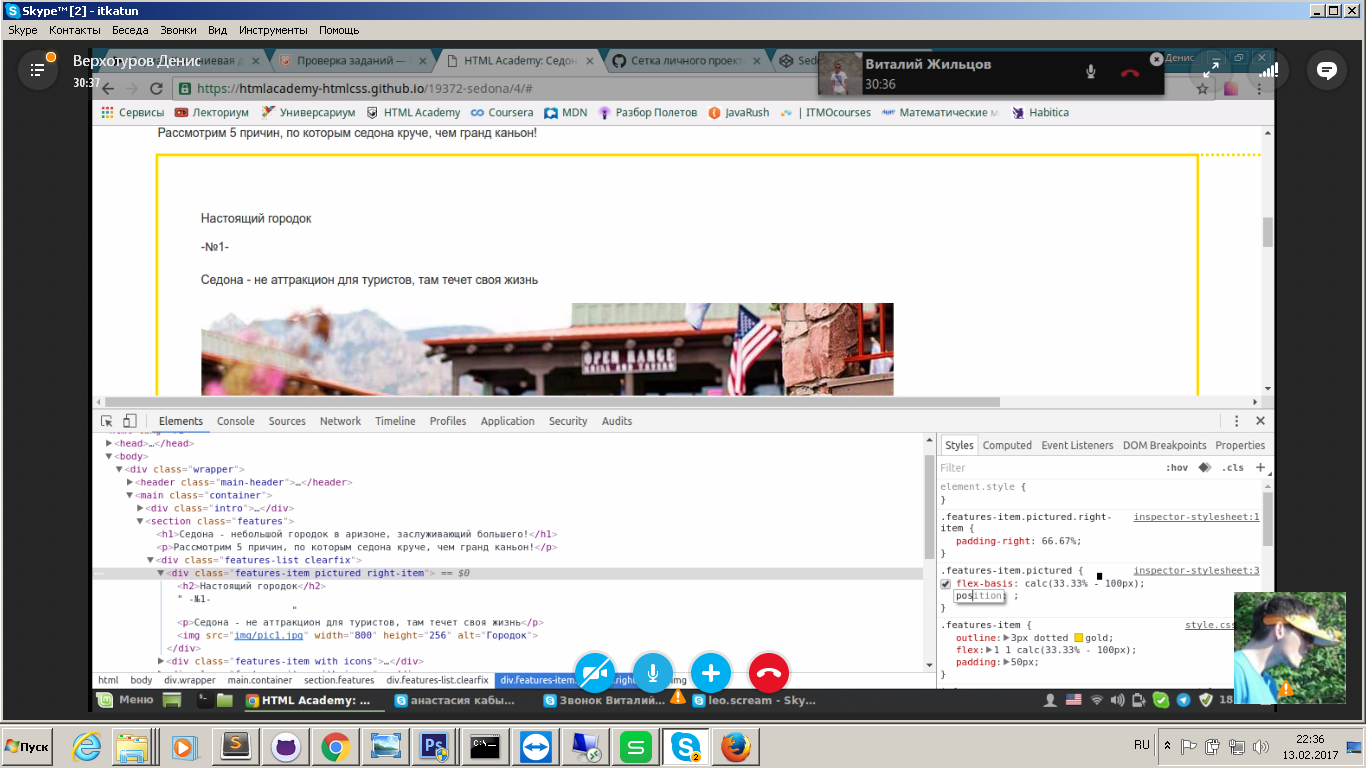 Skype™ [2] - itkatun
Skype Контакты Беседа Звонки Вид Инструменты Помощь
Верхотуров Денис
30:37
Проверка заданий —
HTML Academy: Седон
Сетка личного проект
Sed
Виталий Жильцов
30:36
Денис
https://htmlacademy-htmlcss.github.io/19372-sedona/4/#
Сервисы Лекториум Универсариум HTML Academy Coursera MDN Разбор Полетов JavaRush | ITMOcourses Математические м Habitica
Рассмотрим 5 причин, по которым седона круче, чем гранд каньон!
Настоящий городок
-№1-
Седона - не аттракцион для туристов, там течет своя жизнь
OPEN RANGE
GRILL AND TAVERN
Elements Console Sources Network Timeline Profiles Application Security Audits
<head>…</head>
<body>
<div class="wrapper">
<header class="main-header">…</header>
<main class="container">
<div class="intro">…</div>
<section class="features">
<h1>Седона - небольшой городок в аризоне, заслуживающий большего!</h1>
<p>Рассмотрим 5 причин, по которым седона круче, чем гранд каньон!</p>
<div class="features-list clearfix">
<div class="features-item pictured right-item"> == $0
<h2>Настоящий городок</h2>
" -№1-
"
<p>Седона - не аттракцион для туристов, там течет своя жизнь</p>
<img src="img/pic1.jpg" width="800" height="256" alt="Городок">
</div>
<div class="features-item with icons">…</div>
html body div.wrapper main.container section.features div.features-list.clearfix div.features-item.pictured.righ img
Styles Computed Event Listeners DOM Breakpoints Properties
Filter :hov .cls +
element.style {
}
.features-item.pictured.right-item { inspector-stylesheet:1
padding-right: 66.67%;
}
.features-item.pictured { inspector-stylesheet:3
flex-basis: calc(33.33% - 100px);
position; ;
}
.features-item { style.css
outline: 3px dotted gold;
flex: 1 1 calc(33.33% - 100px);
padding: 50px;
Меню HTML Academy: ... анастасия кабы... Звонок Виталий... leo.scream - Sky... 18
Пуск
RU
22:36
13.02.2017